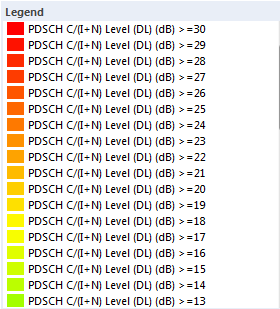 Legend
PDSCH C/(I+N) Level (DL) (dB) >=30
PDSCH C/(I+N) Level (DL) (dB) >=29
PDSCH C/(I+N) Level (DL) (dB) >=28
PDSCH C/(I+N) Level (DL) (dB) >=27
PDSCH C/(I+N) Level (DL) (dB) >=26
PDSCH C/(I+N) Level (DL) (dB) >=25
PDSCH C/(I+N) Level (DL) (dB) >=24
PDSCH C/(I+N) Level (DL) (dB) >=23
PDSCH C/(I+N) Level (DL) (dB) >=22
PDSCH C/(I+N) Level (DL) (dB) >=21
PDSCH C/(I+N) Level (DL) (dB) >=20
PDSCH C/(I+N) Level (DL) (dB) >=19
PDSCH C/(I+N) Level (DL) (dB) >=18
PDSCH C/(I+N) Level (DL) (dB) >=17
PDSCH C/(I+N) Level (DL) (dB) >=16
PDSCH C/(I+N) Level (DL) (dB) >=15
PDSCH C/(I+N) Level (DL) (dB) >=14
PDSCH C/(I+N) Level (DL) (dB) >=13